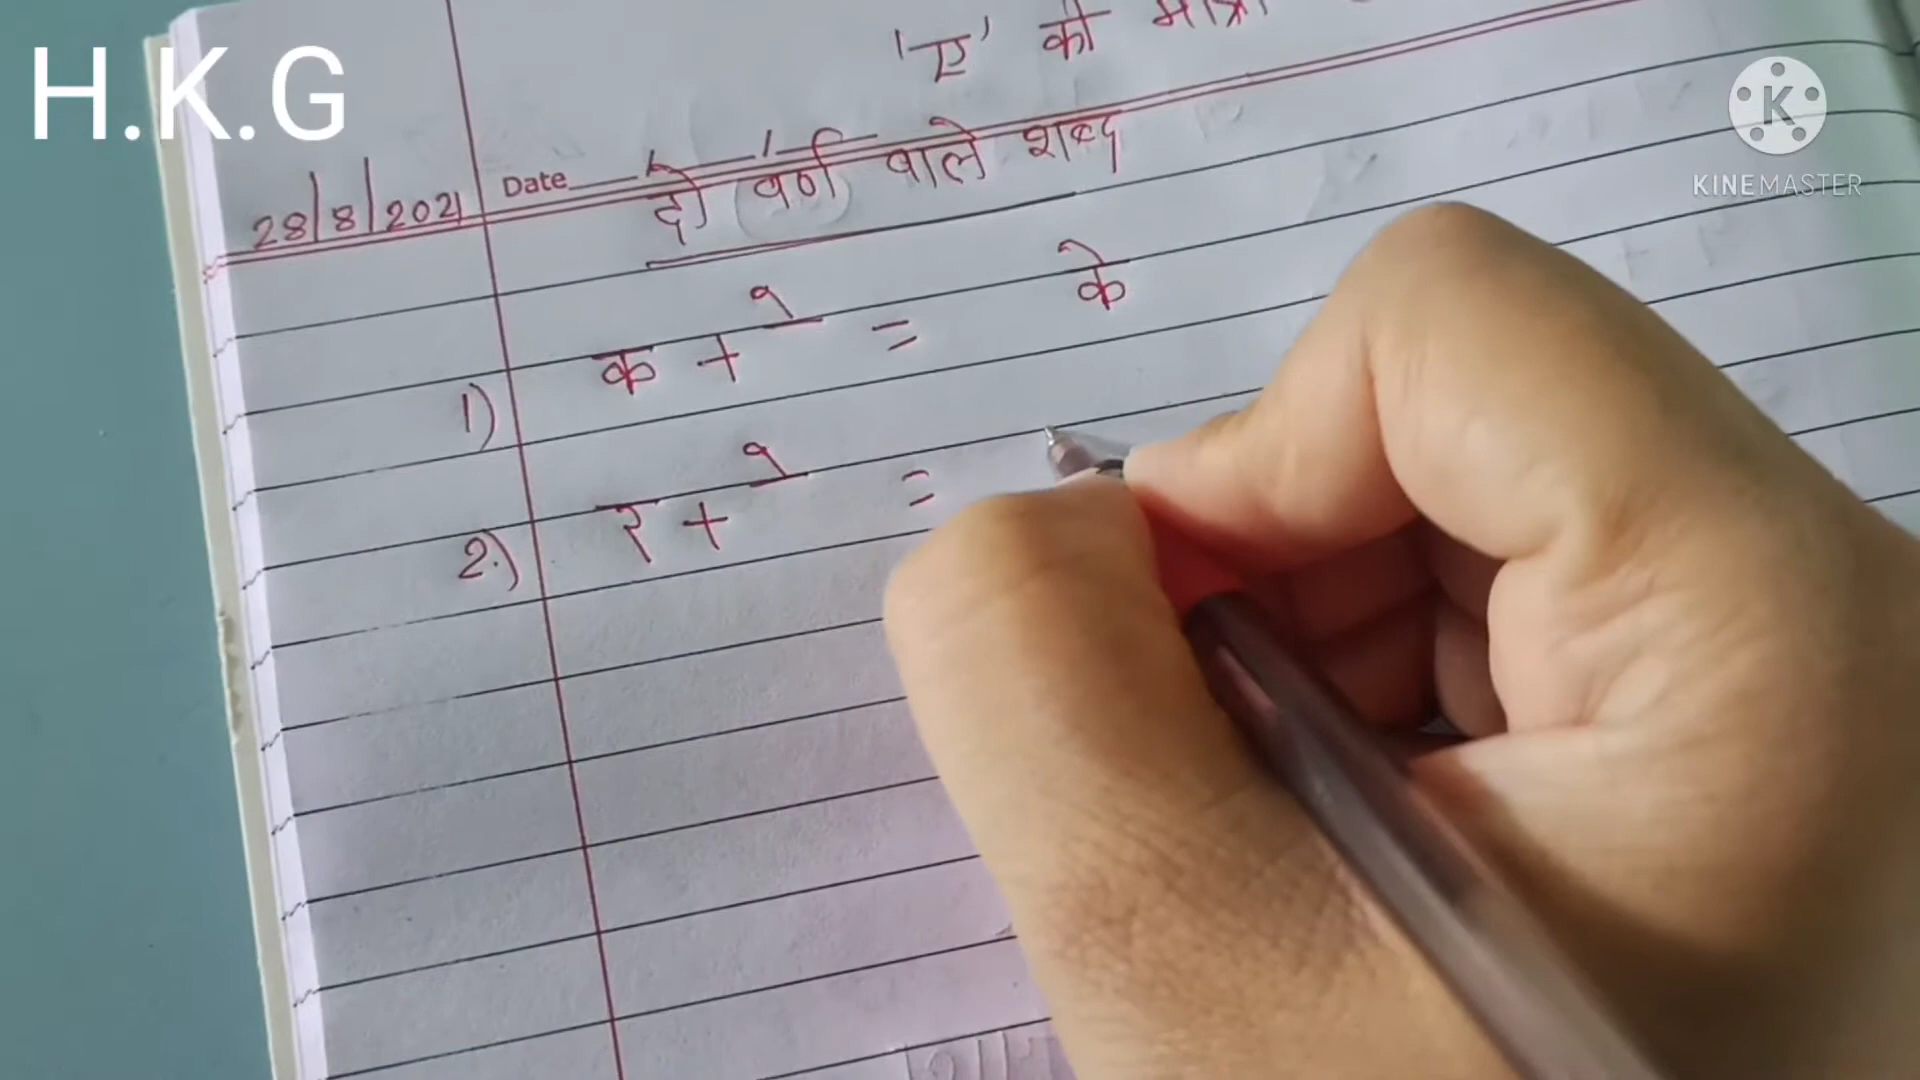 H.K.G
'ए' की मात्रा
KINEMASTER
28/8/2021 Date
दो वर्ण वाले शब्द
1) क + े = के
2.) र + े =